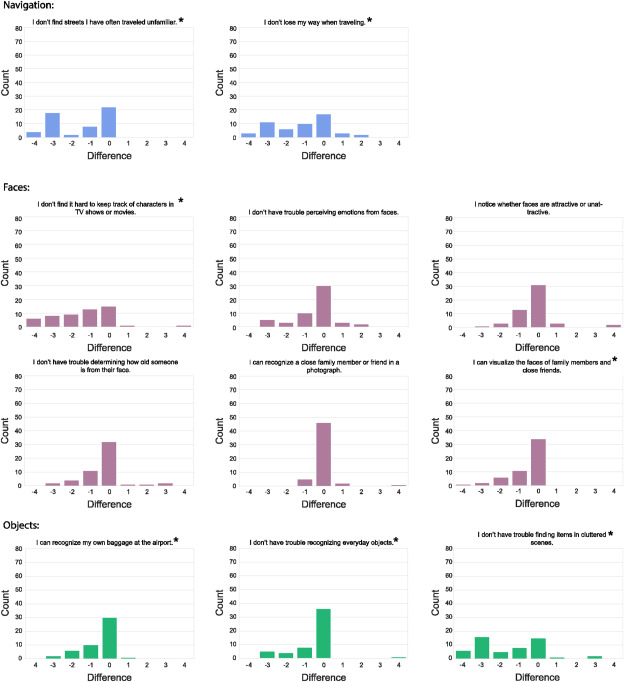 Navigation:
I don't find streets I have often traveled unfamilier. *
I don't lose my way when traveling. *
Count
80
70
60
50
40
30
20
10
0
-4 -3 -2 -1 0 1 2 3 4
Difference
Count
80
70
60
50
40
30
20
10
0
-4 -3 -2 -1 0 1 2 3 4
Difference
Faces:
I don't find it hard to keep track of characters in *
TV shows or movies.
Count
80
70
60
50
40
30
20
10
0
-4 -3 -2 -1 0 1 2 3 4
Difference
I don't have trouble perceiving emotions from faces.
Count
80
70
60
50
40
30
20
10
0
-4 -3 -2 -1 0 1 2 3 4
Difference
I notice whether faces are attractive or unat-
tractive.
Count
80
70
60
50
40
30
20
10
0
-4 -3 -2 -1 0 1 2 3 4
Difference
I don't have trouble determining how old someone
is from their face.
Count
80
70
60
50
40
30
20
10
0
-4 -3 -2 -1 0 1 2 3 4
Difference
I can recognize a close family member or friend in a
photograph.
Count
80
70
60
50
40
30
20
10
0
-4 -3 -2 -1 0 1 2 3 4
Difference
I can visualize the faces of family members and *
close friends.
Count
80
70
60
50
40
30
20
10
0
-4 -3 -2 -1 0 1 2 3 4
Difference
Objects:
I can recognize my own baggage at the airport. *
Count
80
70
60
50
40
30
20
10
0
4 -3 -2 -1 0 1 2 3 4
Difference
I don't have trouble recognizing everyday objects. *
Count
80
70
60
50
40
30
20
10
0
-4 -3 -2 -1 0 1 2 3 4
Difference
I don't have trouble finding items in cluttered *
scenes.
Count
80
70
60
50
40
30
20
10
0
-4 -3 -2 -1 0 1 2 3 4
Difference